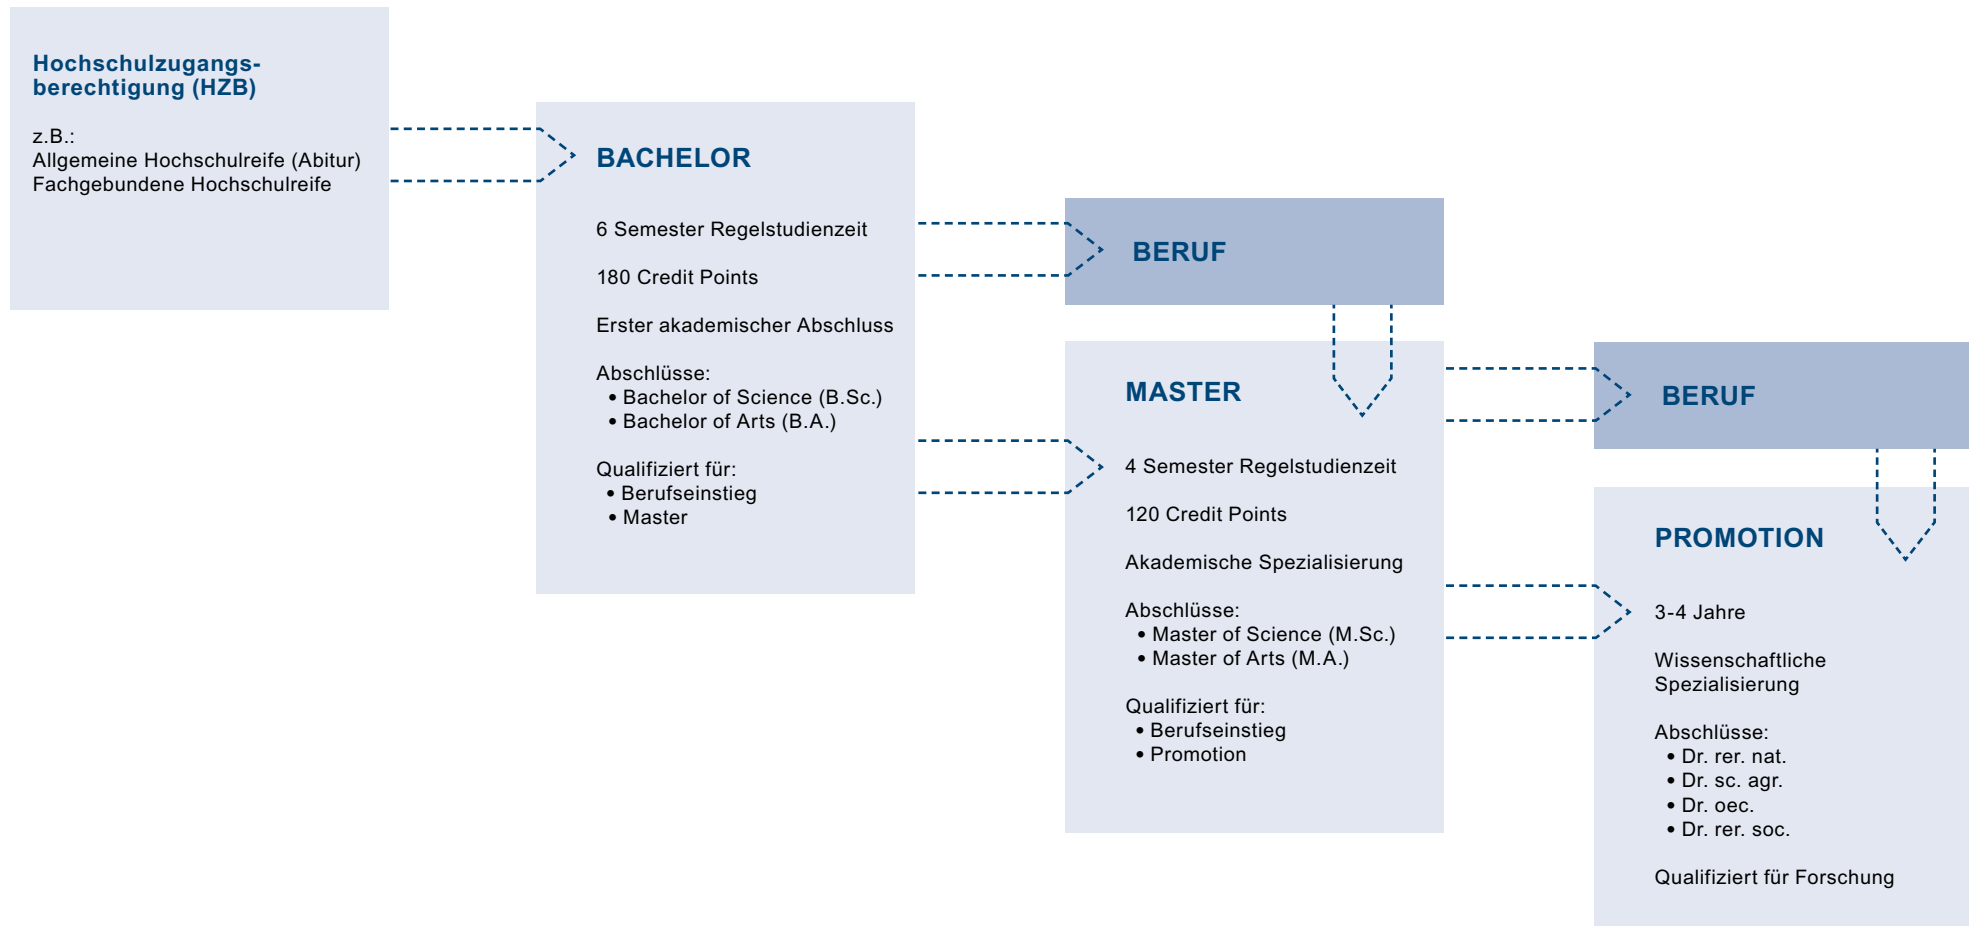 Hochschulzugangs-
berechtigung (HZB)
z.B.:
Allgemeine Hochschulreife (Abitur)
Fachgebundene Hochschulreife
BACHELOR
6 Semester Regelstudienzeit
180 Credit Points
Erster akademischer Abschluss
Abschlüsse:
• Bachelor of Science (B.Sc.)
• Bachelor of Arts (B.A.)
Qualifiziert für:
• Berufseinstieg
• Master
BERUF
MASTER
4 Semester Regelstudienzeit
120 Credit Points
Akademische Spezialisierung
Abschlüsse:
• Master of Science (M.Sc.)
• Master of Arts (M.A.)
Qualifiziert für:
• Berufseinstieg
• Promotion
BERUF
PROMOTION
3-4 Jahre
Wissenschaftliche
Spezialisierung
Abschlüsse:
• Dr. rer. nat.
• Dr. sc. agr.
• Dr. oec.
• Dr. rer. soc.
Qualifiziert für Forschung